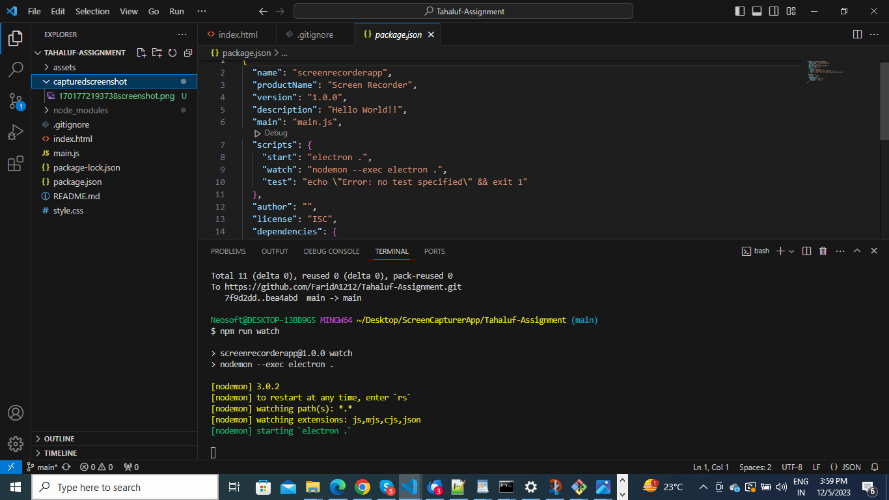 File Edit Selection View Go Run ···
Tahaluf-Assignment
EXPLORER ···
TAHALUF-ASSIGNMENT
assets
capturedscreenshot
1701772193738screenshot.png U
node_modules
.gitignore
index.html
JS main.js
{} package-lock.json
{} package.json
README.md
# style.css
OUTLINE
TIMELINE
<> index.html
.gitignore
{} package.json ×
{} package.json > ...
1 {
2 "name": "screenrecorderapp",
3 "productName": "Screen Recorder",
4 "version": "1.0.0",
5 "description": "Hello World!!",
6 "main": "main.js",
Debug
7 "scripts": {
8 "start": "electron .",
9 "watch": "nodemon --exec electron .",
10 "test": "echo \"Error: no test specified\" && exit 1"
11 },
12 "author": "",
13 "license": "ISC",
14 "dependencies": {
PROBLEMS OUTPUT DEBUG CONSOLE TERMINAL PORTS
bash
Total 11 (delta 0), reused 0 (delta 0), pack-reused 0
To https://github.com/FaridA1212/Tahaluf-Assignment.git
7f9d2dd..bea4abd main -> main
Neosoft@DESKTOP-138B9G5 MINGW64 ~/Desktop/ScreenCapturerApp/Tahaluf-Assignment (main)
$ npm run watch
> screenrecorderapp@1.0.0 watch
> nodemon --exec electron .
[nodemon] 3.0.2
[nodemon] to restart at any time, enter `rs`
[nodemon] watching path(s): *.*
[nodemon] watching extensions: js,mjs,cjs,json
[nodemon] starting `electron .`
main* 0 0 0
Ln 1, Col 1 Spaces: 2 UTF-8 LF {} JSON
Type here to search
23°C
ENG
IN
3:59 PM
12/5/2023